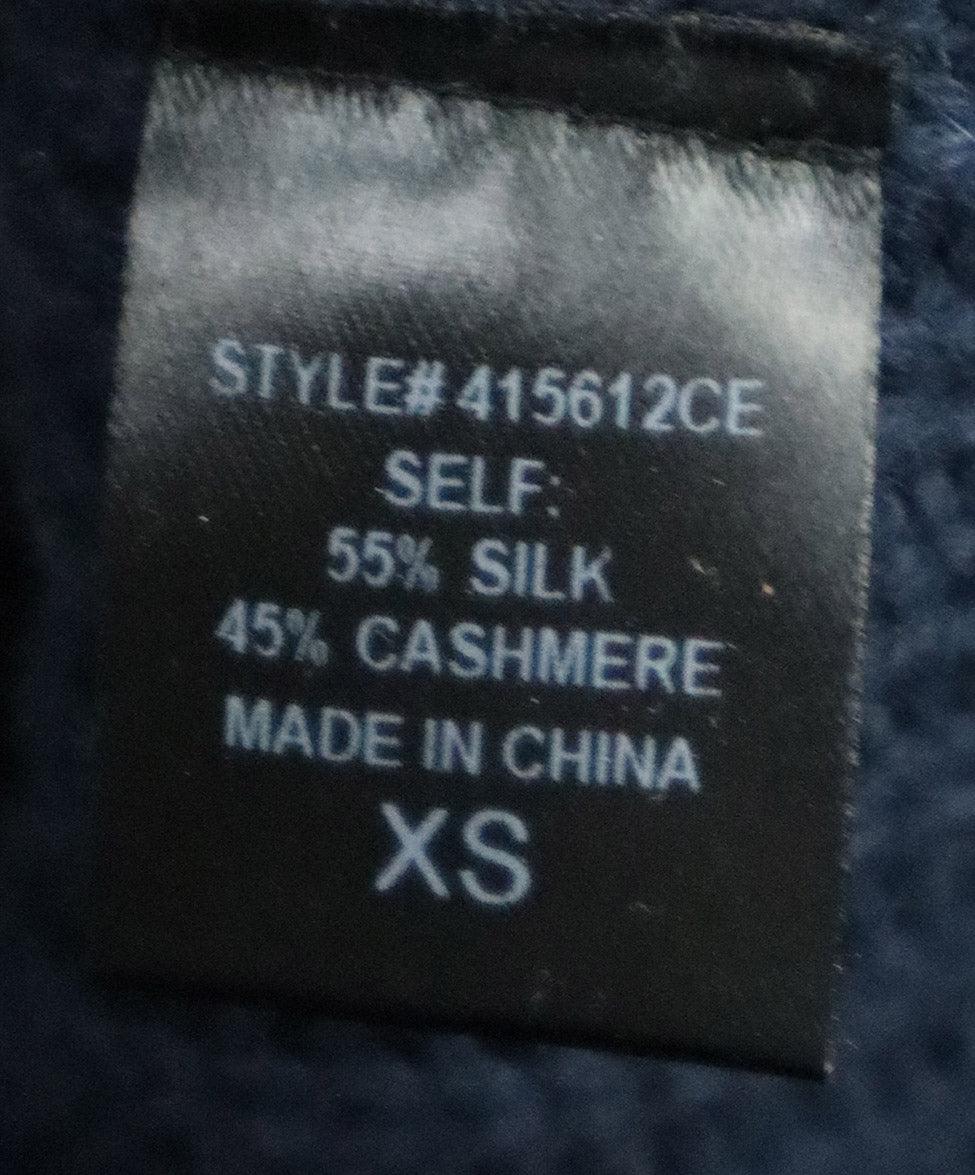 STYLE# 415612CE
SELF:
55% SILK
45% CASHMERE
MADE IN CHINA
XS